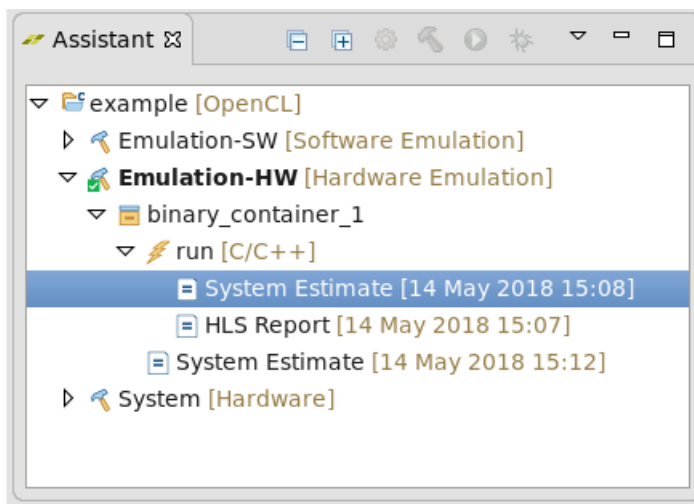 Assistant
example [OpenCL]
Emulation-SW [Software Emulation]
Emulation-HW [Hardware Emulation]
binary_container_1
run [C/C++]
System Estimate [14 May 2018 15:08]
HLS Report [14 May 2018 15:07]
System Estimate [14 May 2018 15:12]
System [Hardware]